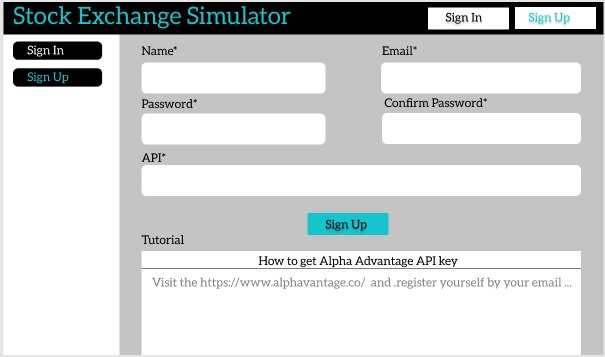 Stock Exchange Simulator
Sign In
Sign Up
Sign In
Sign Up
Name*
Email*
Password*
Confirm Password*
API*
Sign Up
Tutorial
How to get Alpha Advantage API key
Visit the https://www.alphavantage.co/ and .register yourself by your email ...